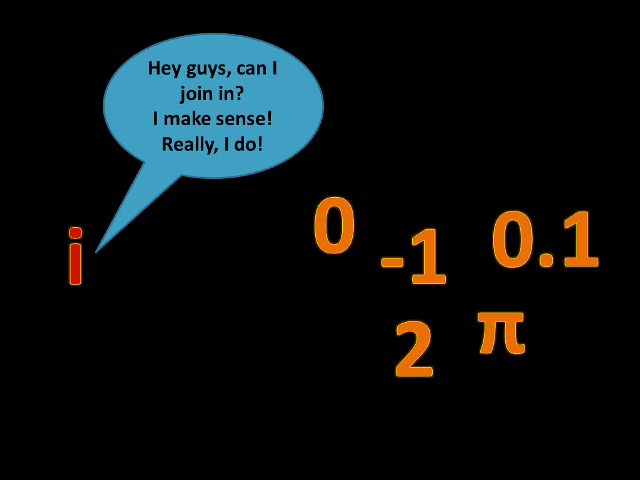 Hey guys, can I
join in?
I make sense!
Really, I do!
i
0
-1
0.1
2
π